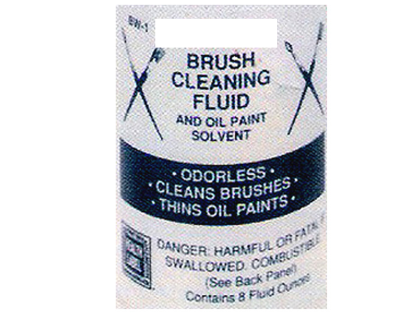 BW-1
BRUSH
CLEANING
FLUID
AND OIL PAINT
SOLVENT
· ODORLESS ·
· CLEANS BRUSHES ·
· THINS OIL PAINTS ·
DANGER: HARMFUL OR FATAL IF
SWALLOWED. COMBUSTIBLE
(See Back Panel)
Contains 8 Fluid Ounces